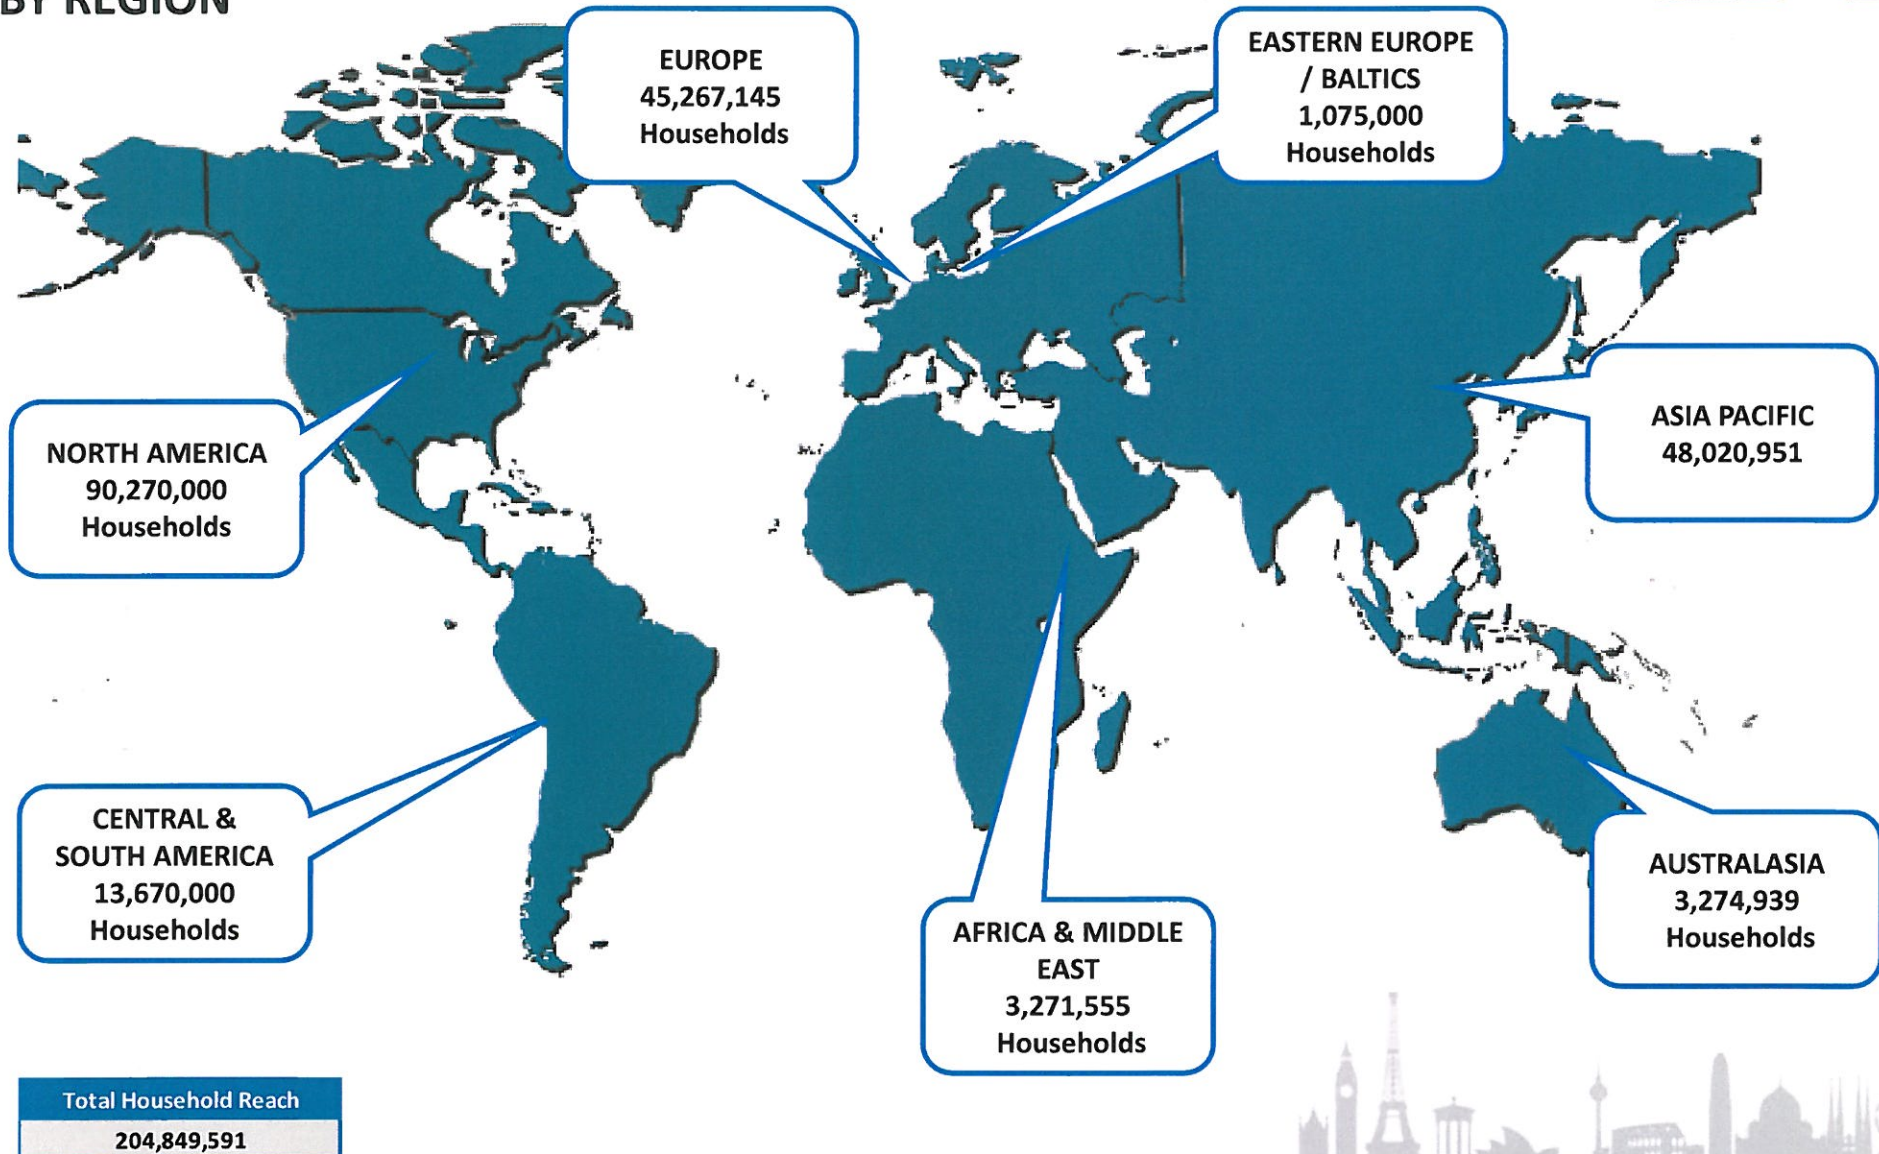 BY REGION
EUROPE
45,267,145
Households
EASTERN EUROPE
/ BALTICS
1,075,000
Households
NORTH AMERICA
90,270,000
Households
ASIA PACIFIC
48,020,951
CENTRAL &
SOUTH AMERICA
13,670,000
Households
AFRICA & MIDDLE
EAST
3,271,555
Households
AUSTRALASIA
3,274,939
Households
Total Household Reach
204,849,591